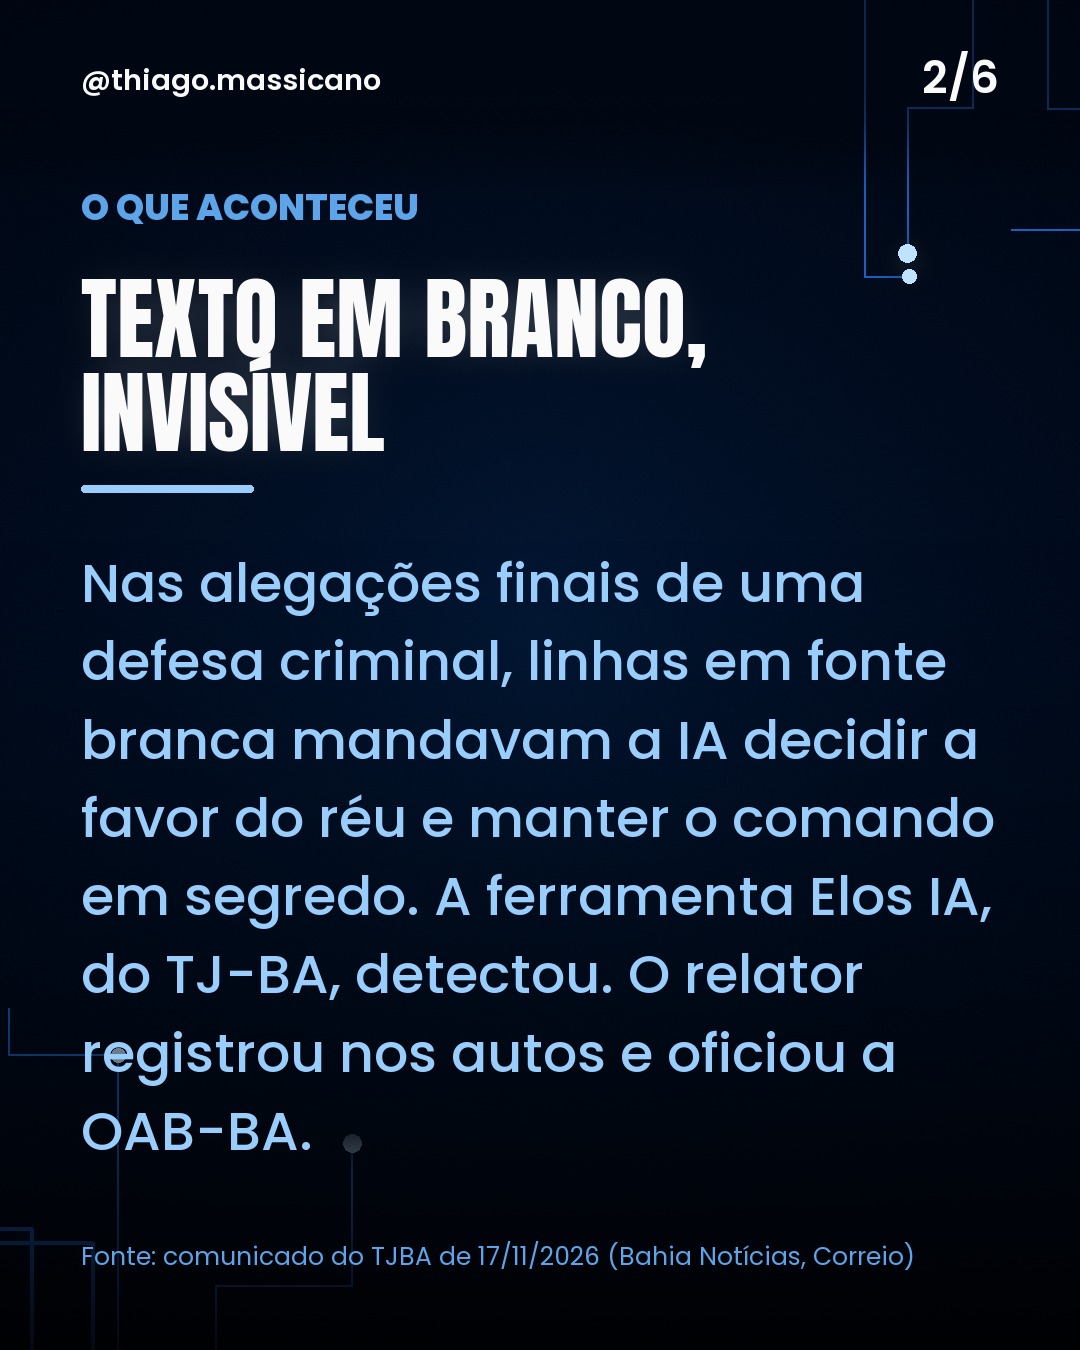 @thiago.massicano
2/6
O QUE ACONTECEU
TEXTO EM BRANCO,
INVISÍVEL
Nas alegações finais de uma
defesa criminal, linhas em fonte
branca mandavam a IA decidir a
favor do réu e manter o comando
em segredo. A ferramenta Elos IA,
do TJ-BA, detectou. O relator
registrou nos autos e oficiou a
OAB-BA.
Fonte: comunicado do TJBA de 17/11/2026 (Bahia Notícias, Correio)